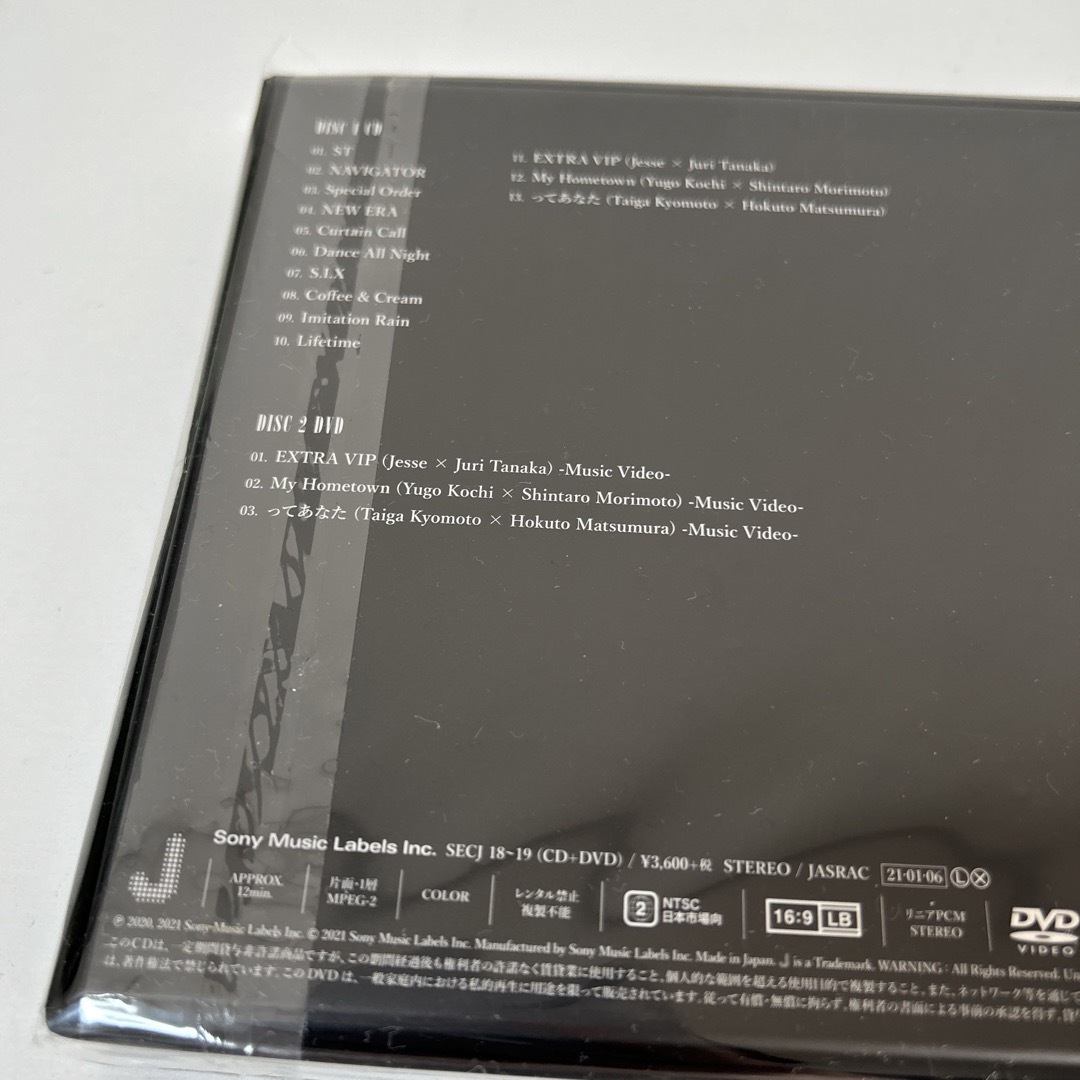 DISC 1 CD
01. ST
02. NAVIGATOR
03. Special Order
04. NEW ERA
05. Curtain Call
06. Dance All Night
07. S.I.X
08. Coffee & Cream
09. Imitation Rain
10. Lifetime
11. EXTRA VIP (Jesse × Juri Tanaka)
12. My Hometown (Yugo Kochi × Shintaro Morimoto)
13. ってあなた (Taiga Kyomoto × Hokuto Matsumura)
DISC 2 DVD
01. EXTRA VIP (Jesse × Juri Tanaka) -Music Video-
02. My Hometown (Yugo Kochi × Shintaro Morimoto) -Music Video-
03. ってあなた (Taiga Kyomoto × Hokuto Matsumura) -Music Video-
J
Sony Music Labels Inc. SECJ 18~19 (CD+DVD) / ¥3,600+税 STEREO / JASRAC 21·01·06 Ⓛ Ⓧ
APPROX. 12min.
片面·1層 MPEG-2
COLOR
レンタル禁止 複製不能
2 NTSC 日本市場向
16:9 LB
リニアPCM STEREO
DVD VIDEO
℗ 2020, 2021 Sony Music Labels Inc. © 2021 Sony Music Labels Inc. Manufactured by Sony Music Labels Inc. Made in Japan. J is a Trademark. WARNING : All Rights Reserved.
このCDは、一定期間貸与非許諾商品ですが、この期間経過後も権利者の許諾なく賃貸業に使用すること、個人的な範囲を超える使用目的で複製すること、また、ネットワーク等を通じて
は、著作権法で禁じられています。このDVDは、一般家庭内における私的再生に用途を限って販売されています。従って有償・無償に拘らず、権利者の書面による事前の承認を得ず、